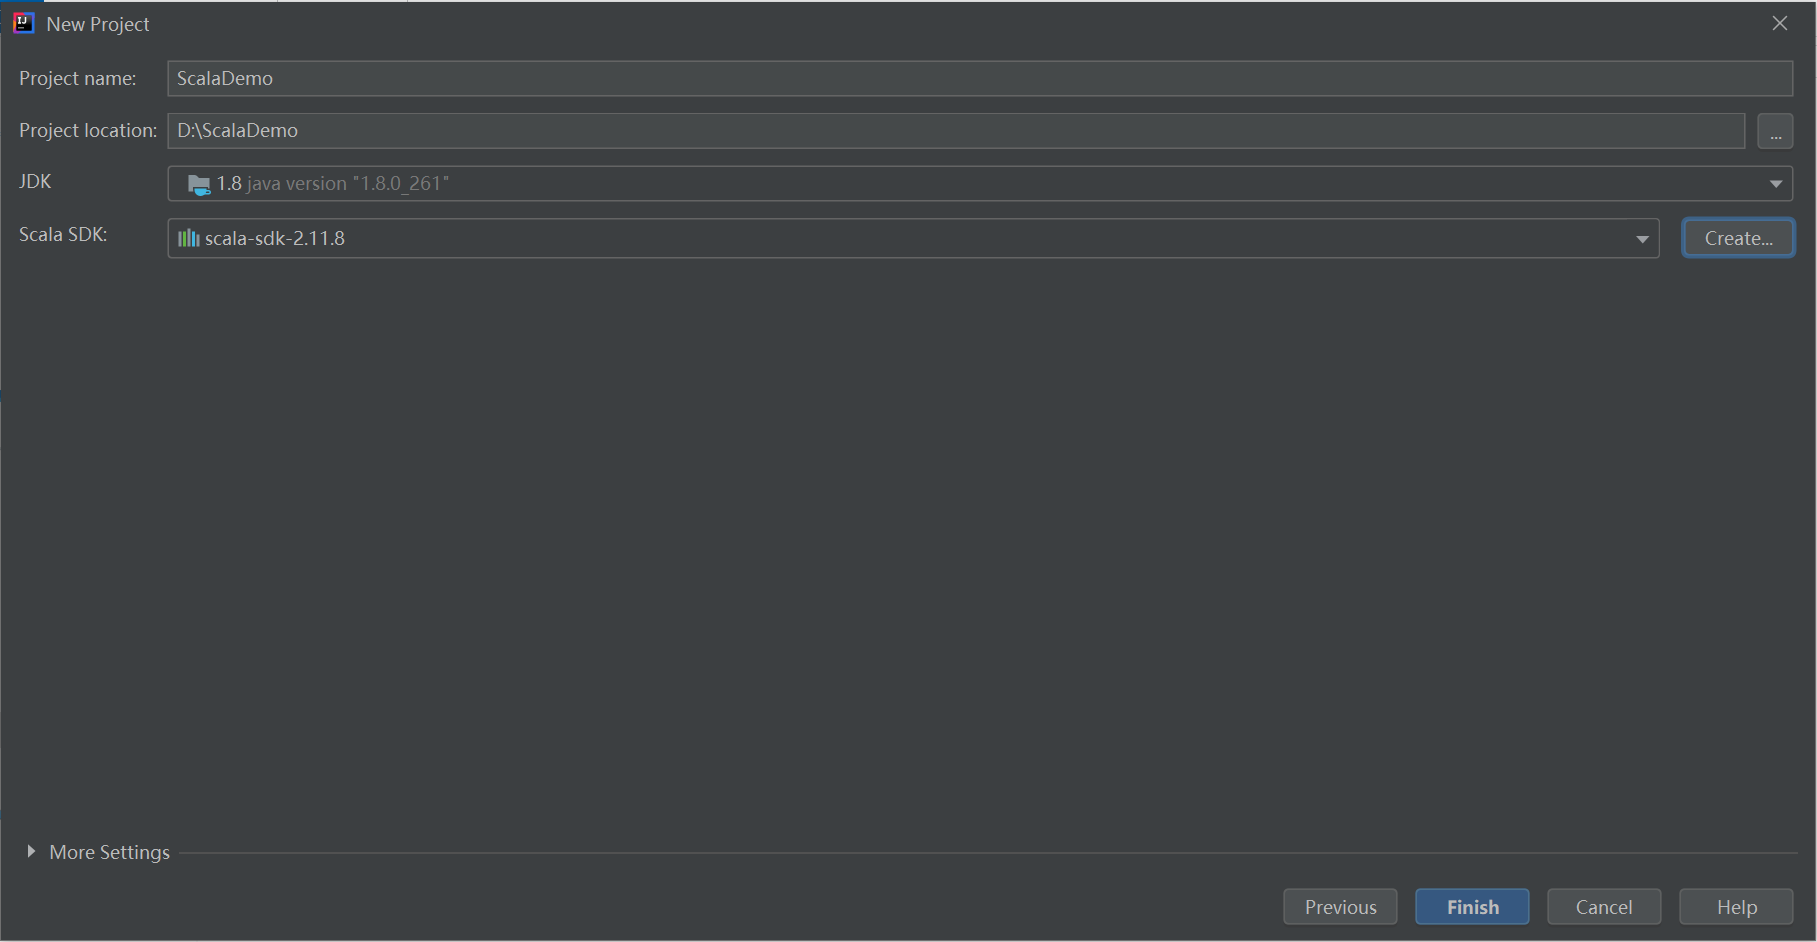 New Project
Project name: ScalaDemo
Project location: D:\ScalaDemo ...
JDK 1.8 java version "1.8.0_261"
Scala SDK: scala-sdk-2.11.8 Create...
More Settings
Previous Finish Cancel Help